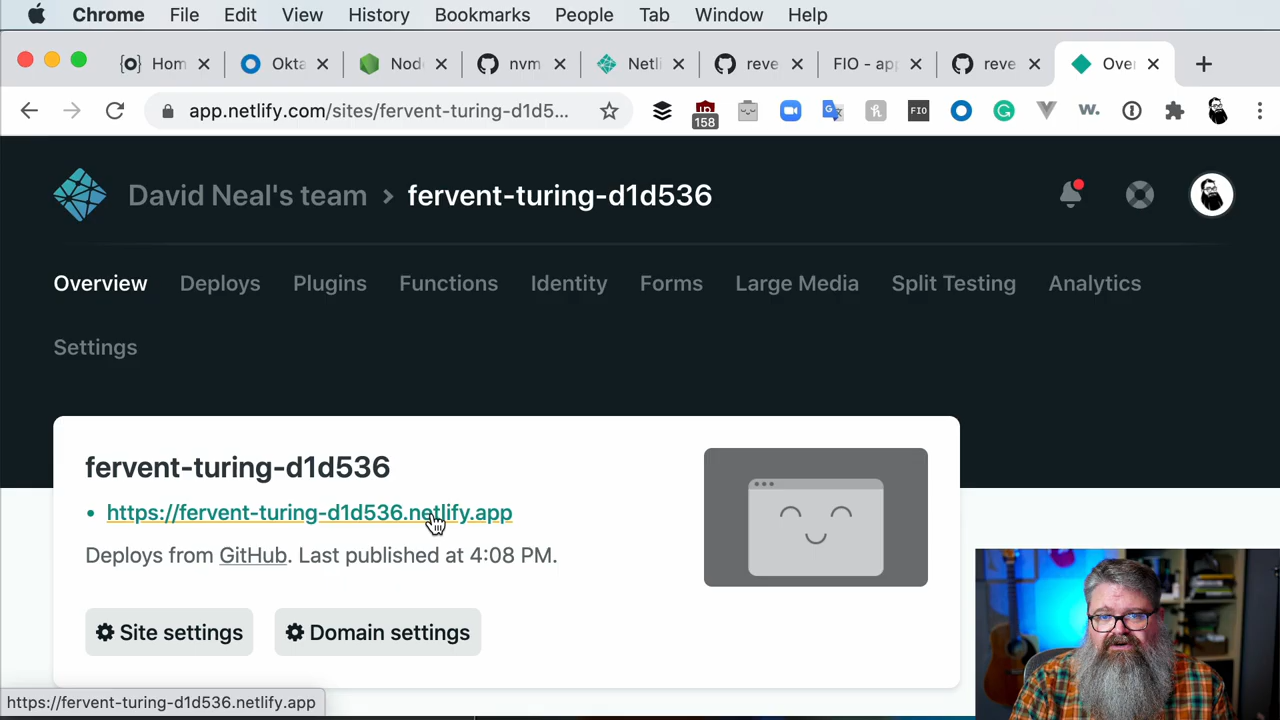 Chrome File Edit View History Bookmarks People Tab Window Help
Hom Okta Node nvm Netli reve FIO - app reve Over
app.netlify.com/sites/fervent-turing-d1d5...
158 FIO w.
David Neal's team > fervent-turing-d1d536
Overview Deploys Plugins Functions Identity Forms Large Media Split Testing Analytics
Settings
fervent-turing-d1d536
• https://fervent-turing-d1d536.netlify.app
Deploys from GitHub. Last published at 4:08 PM.
Site settings Domain settings
https://fervent-turing-d1d536.netlify.app